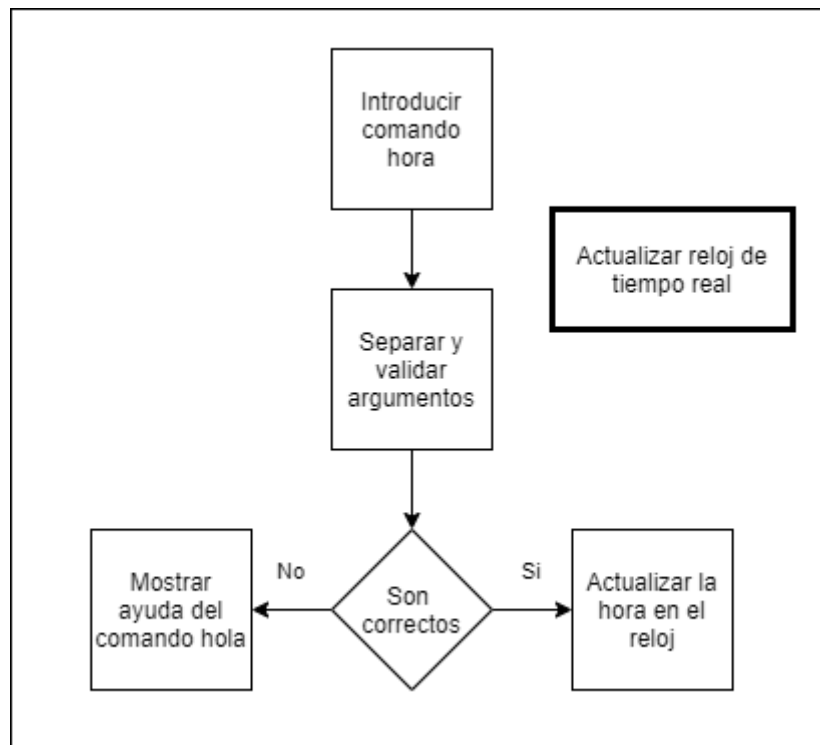 Introducir
comando
hora
Actualizar reloj de
tiempo real
Separar y
validar
argumentos
No
Si
Mostrar
ayuda del
comando hola
Son
correctos
Actualizar la
hora en el
reloj